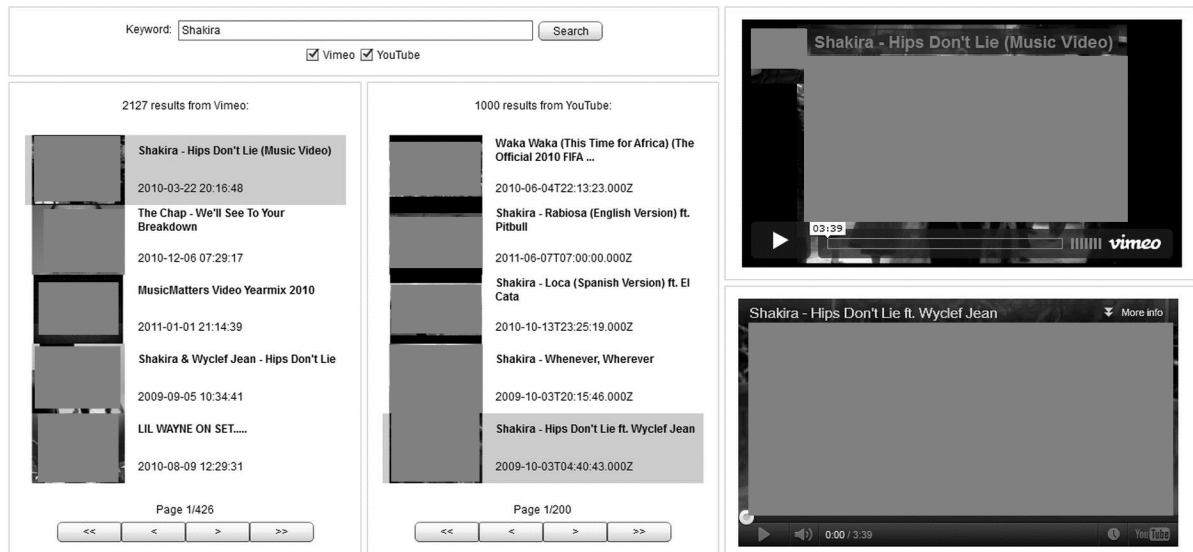 Keyword: Shakira Search
Vimeo YouTube
2127 results from Vimeo:
Shakira - Hips Don't Lie (Music Video)
2010-03-22 20:16:48
The Chap - We'll See To Your
Breakdown
2010-12-06 07:29:17
MusicMatters Video Yearmix 2010
2011-01-01 21:14:39
Shakira & Wyclef Jean - Hips Don't Lie
2009-09-05 10:34:41
LIL WAYNE ON SET.....
2010-08-09 12:29:31
Page 1/426
<< < > >>
1000 results from YouTube:
Waka Waka (This Time for Africa) (The
Official 2010 FIFA ...
2010-06-04T22:13:23.000Z
Shakira - Rabiosa (English Version) ft.
Pitbull
2011-06-07T07:00:00.000Z
Shakira - Loca (Spanish Version) ft. El
Cata
2010-10-13T23:25:19.000Z
Shakira - Whenever, Wherever
2009-10-03T20:15:46.000Z
Shakira - Hips Don't Lie ft. Wyclef Jean
2009-10-03T04:40:43.000Z
Page 1/200
<< < > >>
Shakira - Hips Don't Lie (Music Video)
03:39
vimeo
Shakira - Hips Don't Lie ft. Wyclef Jean More info
0:00 / 3:39 YouTube